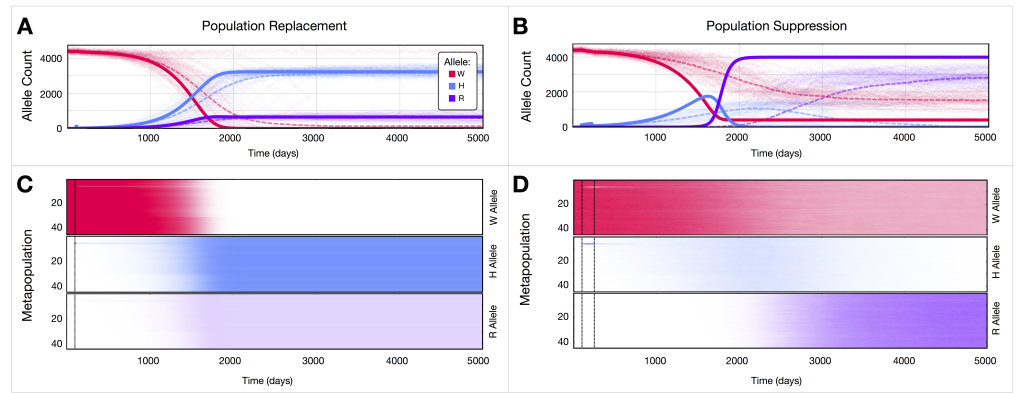 A
Population Replacement
Allele Count
4000
2000
0
Allele:
W
H
R
1000 2000 3000 4000 5000
Time (days)
B
Population Suppression
Allele Count
4000
2000
0
1000 2000 3000 4000 5000
Time (days)
C
Metapopulation
20
40
W Allele
20
40
H Allele
20
40
R Allele
1000 2000 3000 4000 5000
Time (days)
D
Metapopulation
20
40
W Allele
20
40
H Allele
20
40
R Allele
1000 2000 3000 4000 5000
Time (days)